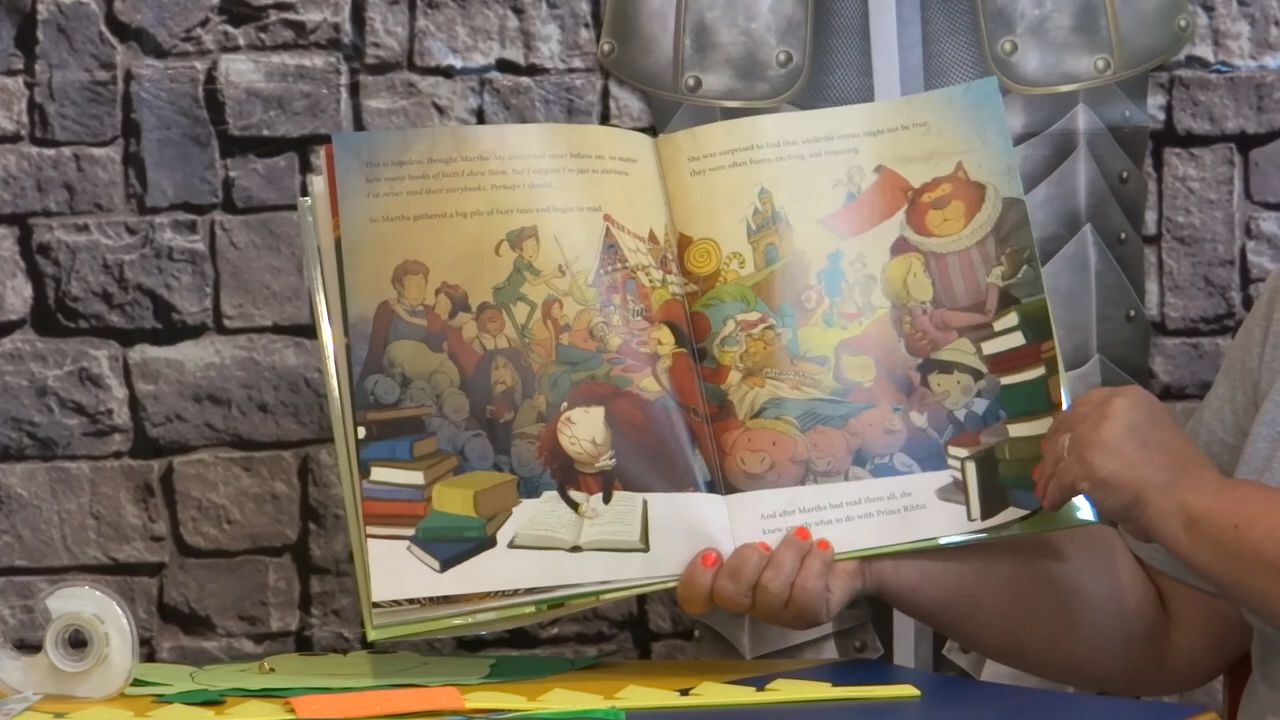 This is hopeless, thought Martha. My sisters will never believe me, no matter
how many books of facts I show them. But I suppose I'm just as stubborn.
I've never read their storybooks. Perhaps I should...
So Martha gathered a big pile of fairy tales and began to read.
She was surprised to find that, while the stories might not be true,
they were often funny, exciting, and inspiring.
And after Martha had read them all, she
knew exactly what to do with Prince Ribbit